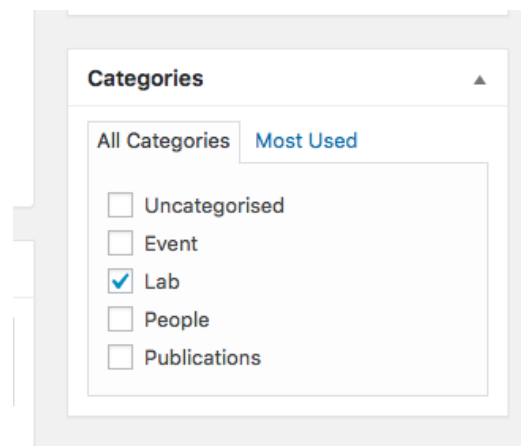 Categories
All Categories Most Used
Uncategorised
Event
Lab
People
Publications